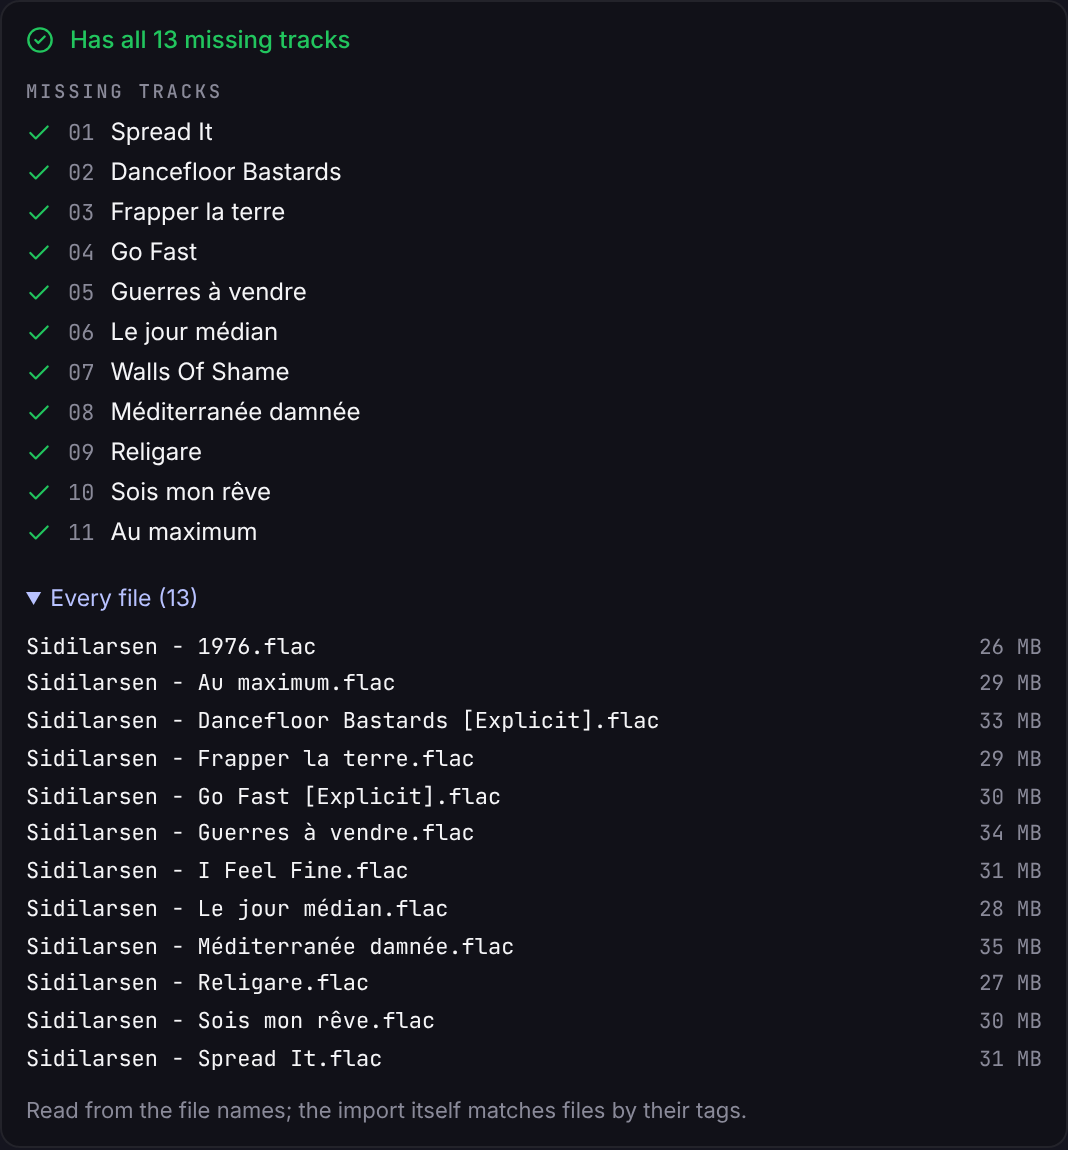 Has all 13 missing tracks
MISSING TRACKS
01 Spread It
02 Dancefloor Bastards
03 Frapper la terre
04 Go Fast
05 Guerres à vendre
06 Le jour médian
07 Walls Of Shame
08 Méditerranée damnée
09 Religare
10 Sois mon rêve
11 Au maximum
Every file (13)
Sidilarsen - 1976.flac 26 MB
Sidilarsen - Au maximum.flac 29 MB
Sidilarsen - Dancefloor Bastards [Explicit].flac 33 MB
Sidilarsen - Frapper la terre.flac 29 MB
Sidilarsen - Go Fast [Explicit].flac 30 MB
Sidilarsen - Guerres à vendre.flac 34 MB
Sidilarsen - I Feel Fine.flac 31 MB
Sidilarsen - Le jour médian.flac 28 MB
Sidilarsen - Méditerranée damnée.flac 35 MB
Sidilarsen - Religare.flac 27 MB
Sidilarsen - Sois mon rêve.flac 30 MB
Sidilarsen - Spread It.flac 31 MB
Read from the file names; the import itself matches files by their tags.